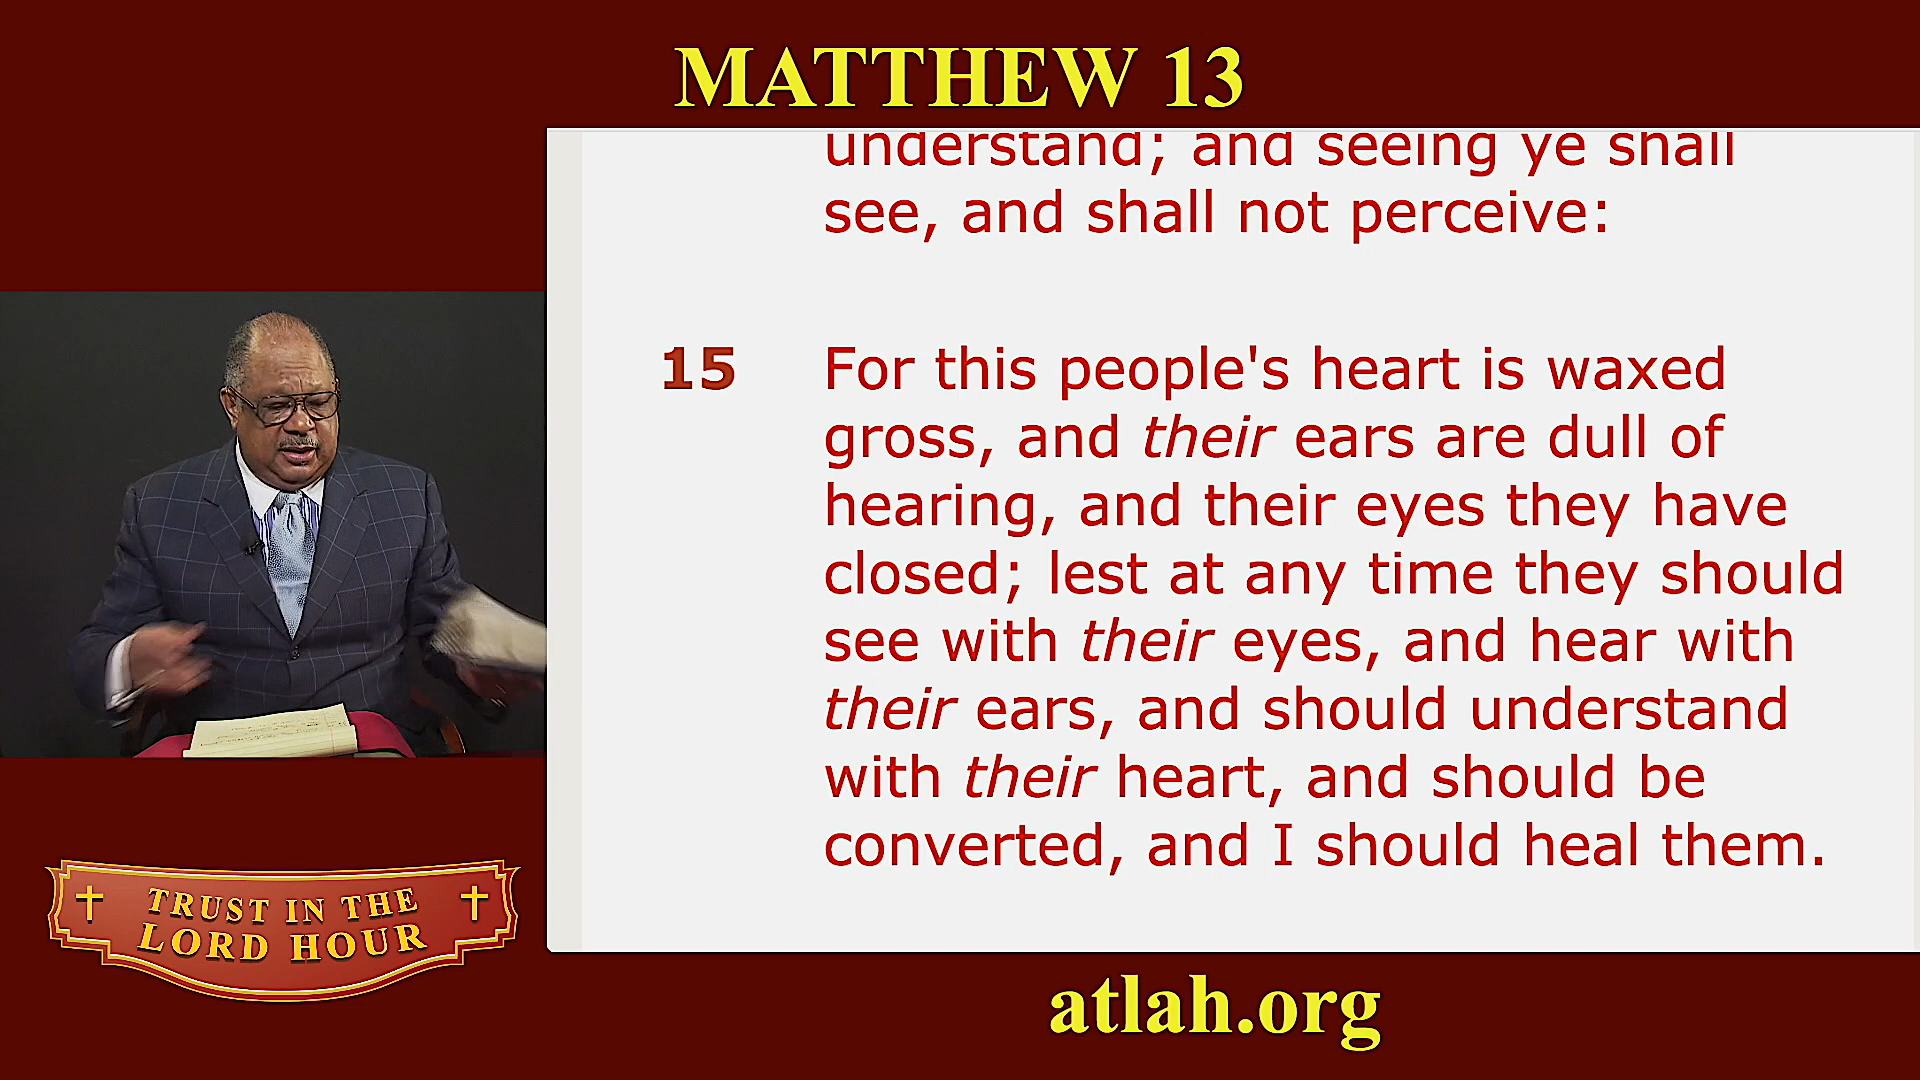 MATTHEW 13
understand; and seeing ye shall
see, and shall not perceive:
15 For this people's heart is waxed
gross, and their ears are dull of
hearing, and their eyes they have
closed; lest at any time they should
see with their eyes, and hear with
their ears, and should understand
with their heart, and should be
converted, and I should heal them.
TRUST IN THE
LORD HOUR
atlah.org